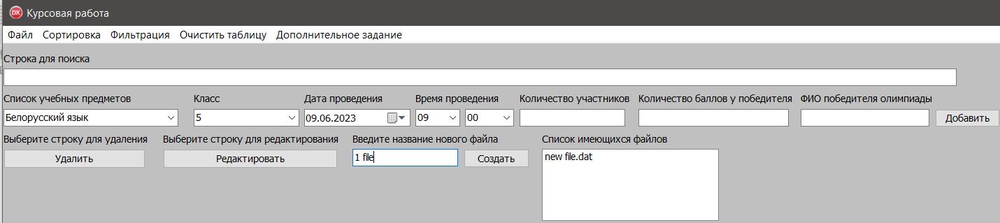 DX Курсовая работа
Файл Сортировка Фильтрация Очистить таблицу Дополнительное задание
Строка для поиска
Список учебных предметов Класс Дата проведения Время проведения Количество участников Количество баллов у победителя ФИО победителя олимпиады
Белорусский язык 5 09.06.2023 09 00 Добавить
Выберите строку для удаления Выберите строку для редактирования Введите название нового файла Список имеющихся файлов
Удалить Редактировать 1 file Создать new file.dat